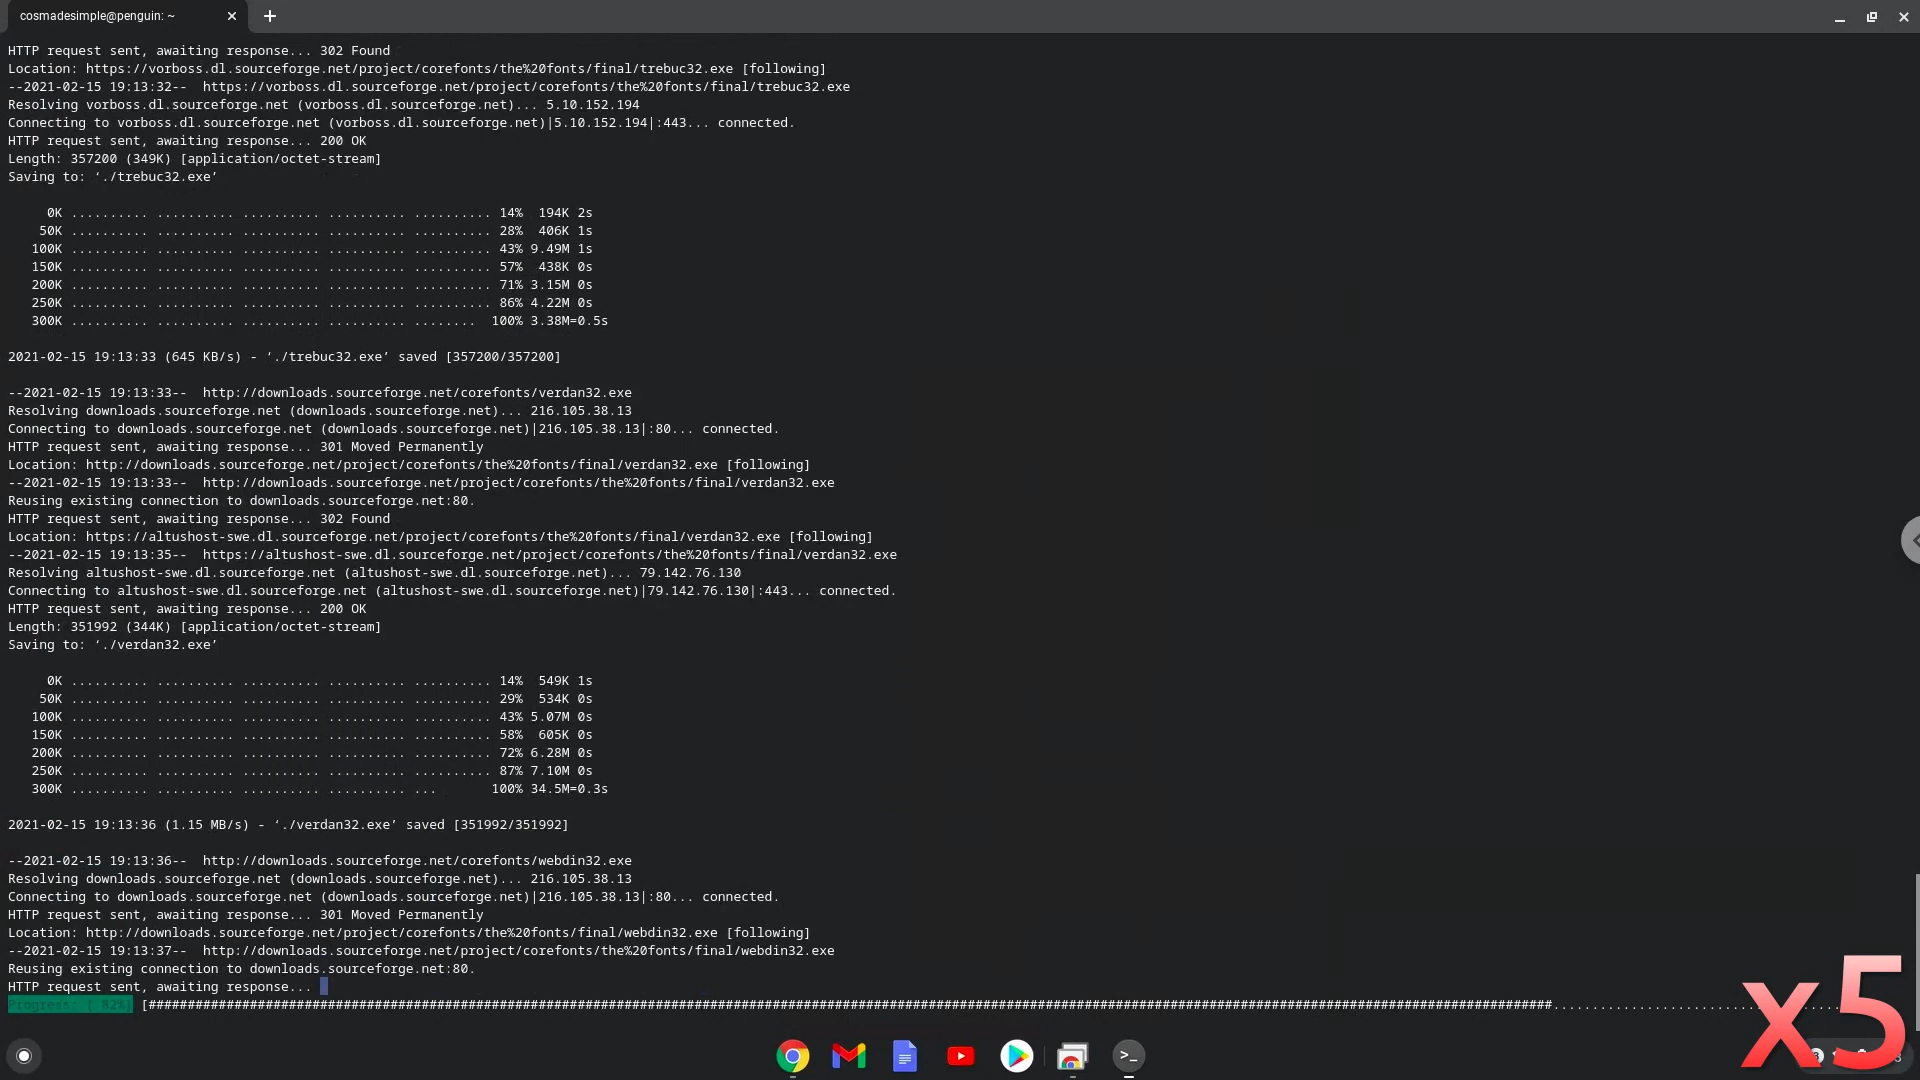 cosmadesimple@penguin: ~
HTTP request sent, awaiting response... 302 Found
Location: https://vorboss.dl.sourceforge.net/project/corefonts/the%20fonts/final/trebuc32.exe [following]
--2021-02-15 19:13:32--  https://vorboss.dl.sourceforge.net/project/corefonts/the%20fonts/final/trebuc32.exe
Resolving vorboss.dl.sourceforge.net (vorboss.dl.sourceforge.net)... 5.10.152.194
Connecting to vorboss.dl.sourceforge.net (vorboss.dl.sourceforge.net)|5.10.152.194|:443... connected.
HTTP request sent, awaiting response... 200 OK
Length: 357200 (349K) [application/octet-stream]
Saving to: ‘./trebuc32.exe’
     0K .......... .......... .......... .......... .......... 14%  194K 2s
    50K .......... .......... .......... .......... .......... 28%  406K 1s
   100K .......... .......... .......... .......... .......... 43% 9.49M 1s
   150K .......... .......... .......... .......... .......... 57%  438K 0s
   200K .......... .......... .......... .......... .......... 71% 3.15M 0s
   250K .......... .......... .......... .......... .......... 86% 4.22M 0s
   300K .......... .......... .......... .......... ........  100% 3.38M=0.5s
2021-02-15 19:13:33 (645 KB/s) - ‘./trebuc32.exe’ saved [357200/357200]
--2021-02-15 19:13:33--  http://downloads.sourceforge.net/corefonts/verdan32.exe
Resolving downloads.sourceforge.net (downloads.sourceforge.net)... 216.105.38.13
Connecting to downloads.sourceforge.net (downloads.sourceforge.net)|216.105.38.13|:80... connected.
HTTP request sent, awaiting response... 301 Moved Permanently
Location: http://downloads.sourceforge.net/project/corefonts/the%20fonts/final/verdan32.exe [following]
--2021-02-15 19:13:33--  http://downloads.sourceforge.net/project/corefonts/the%20fonts/final/verdan32.exe
Reusing existing connection to downloads.sourceforge.net:80.
HTTP request sent, awaiting response... 302 Found
Location: https://altushost-swe.dl.sourceforge.net/project/corefonts/the%20fonts/final/verdan32.exe [following]
--2021-02-15 19:13:35--  https://altushost-swe.dl.sourceforge.net/project/corefonts/the%20fonts/final/verdan32.exe
Resolving altushost-swe.dl.sourceforge.net (altushost-swe.dl.sourceforge.net)... 79.142.76.130
Connecting to altushost-swe.dl.sourceforge.net (altushost-swe.dl.sourceforge.net)|79.142.76.130|:443... connected.
HTTP request sent, awaiting response... 200 OK
Length: 351992 (344K) [application/octet-stream]
Saving to: ‘./verdan32.exe’
     0K .......... .......... .......... .......... .......... 14%  549K 1s
    50K .......... .......... .......... .......... .......... 29%  534K 0s
   100K .......... .......... .......... .......... .......... 43% 5.07M 0s
   150K .......... .......... .......... .......... .......... 58%  605K 0s
   200K .......... .......... .......... .......... .......... 72% 6.28M 0s
   250K .......... .......... .......... .......... .......... 87% 7.10M 0s
   300K .......... .......... .......... .......... ...       100% 34.5M=0.3s
2021-02-15 19:13:36 (1.15 MB/s) - ‘./verdan32.exe’ saved [351992/351992]
--2021-02-15 19:13:36--  http://downloads.sourceforge.net/corefonts/webdin32.exe
Resolving downloads.sourceforge.net (downloads.sourceforge.net)... 216.105.38.13
Connecting to downloads.sourceforge.net (downloads.sourceforge.net)|216.105.38.13|:80... connected.
HTTP request sent, awaiting response... 301 Moved Permanently
Location: http://downloads.sourceforge.net/project/corefonts/the%20fonts/final/webdin32.exe [following]
--2021-02-15 19:13:37--  http://downloads.sourceforge.net/project/corefonts/the%20fonts/final/webdin32.exe
Reusing existing connection to downloads.sourceforge.net:80.
HTTP request sent, awaiting response...
Progress: [ 82%] [####################################################################################################################################################################################....................................
x5